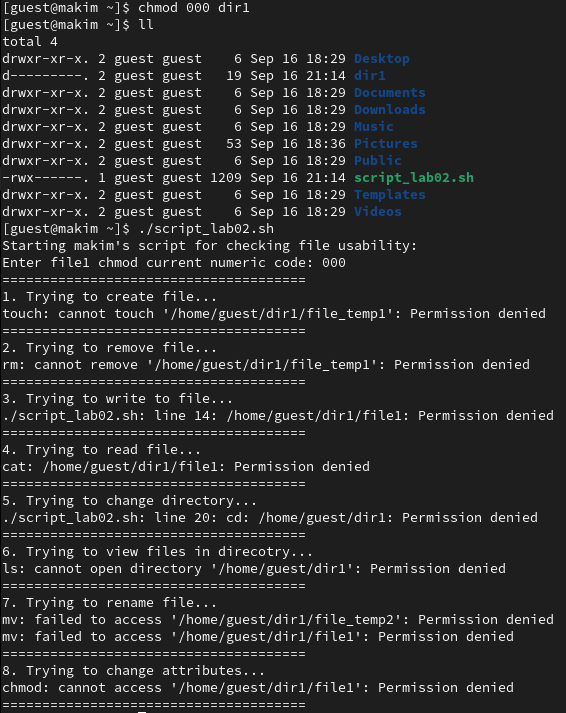 [guest@makim ~]$ chmod 000 dir1
[guest@makim ~]$ ll
total 4
drwxr-xr-x. 2 guest guest    6 Sep 16 18:29 Desktop
d---------. 2 guest guest   19 Sep 16 21:14 dir1
drwxr-xr-x. 2 guest guest    6 Sep 16 18:29 Documents
drwxr-xr-x. 2 guest guest    6 Sep 16 18:29 Downloads
drwxr-xr-x. 2 guest guest    6 Sep 16 18:29 Music
drwxr-xr-x. 2 guest guest   53 Sep 16 18:36 Pictures
drwxr-xr-x. 2 guest guest    6 Sep 16 18:29 Public
-rwx------. 1 guest guest 1209 Sep 16 21:14 script_lab02.sh
drwxr-xr-x. 2 guest guest    6 Sep 16 18:29 Templates
drwxr-xr-x. 2 guest guest    6 Sep 16 18:29 Videos
[guest@makim ~]$ ./script_lab02.sh
Starting makim's script for checking file usability:
Enter file1 chmod current numeric code: 000
======================================
1. Trying to create file...
touch: cannot touch '/home/guest/dir1/file_temp1': Permission denied
======================================
2. Trying to remove file...
rm: cannot remove '/home/guest/dir1/file_temp1': Permission denied
======================================
3. Trying to write to file...
./script_lab02.sh: line 14: /home/guest/dir1/file1: Permission denied
======================================
4. Trying to read file...
cat: /home/guest/dir1/file1: Permission denied
======================================
5. Trying to change directory...
./script_lab02.sh: line 20: cd: /home/guest/dir1: Permission denied
======================================
6. Trying to view files in direcotry...
ls: cannot open directory '/home/guest/dir1': Permission denied
======================================
7. Trying to rename file...
mv: failed to access '/home/guest/dir1/file_temp2': Permission denied
mv: failed to access '/home/guest/dir1/file1': Permission denied
======================================
8. Trying to change attributes...
chmod: cannot access '/home/guest/dir1/file1': Permission denied
======================================